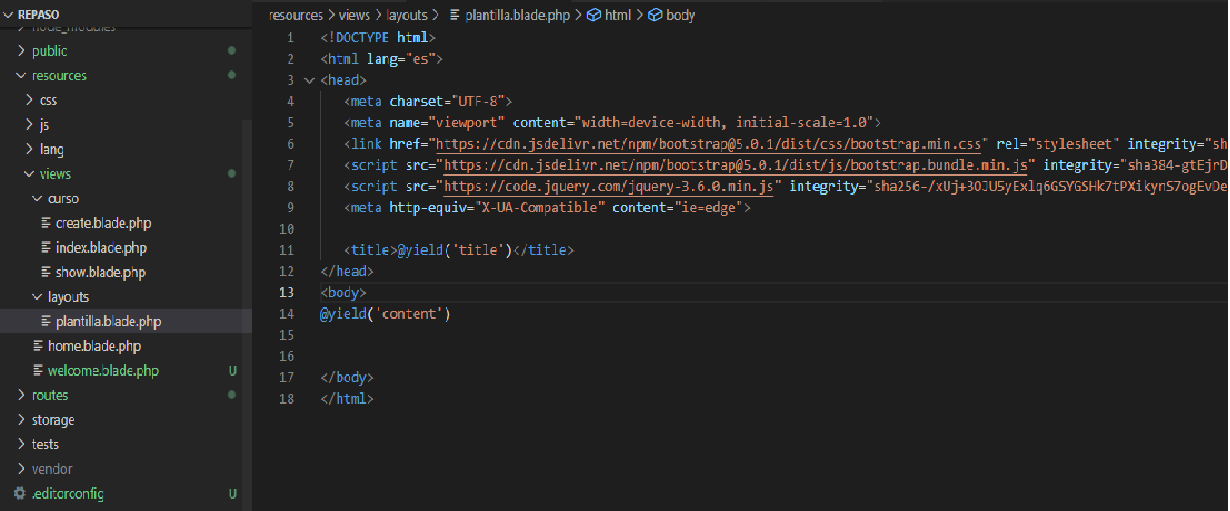 REPASO
node_modules
public
resources
css
js
lang
views
curso
create.blade.php
index.blade.php
show.blade.php
layouts
plantilla.blade.php
home.blade.php
welcome.blade.php U
routes
storage
tests
vendor
.editorconfig U
resources > views > layouts > plantilla.blade.php > html > body
1 <!DOCTYPE html>
2 <html lang="es">
3 <head>
4 <meta charset="UTF-8">
5 <meta name="viewport" content="width=device-width, initial-scale=1.0">
6 <link href="https://cdn.jsdelivr.net/npm/bootstrap@5.0.1/dist/css/bootstrap.min.css" rel="stylesheet" integrity="sh
7 <script src="https://cdn.jsdelivr.net/npm/bootstrap@5.0.1/dist/js/bootstrap.bundle.min.js" integrity="sha384-gtEjrD
8 <script src="https://code.jquery.com/jquery-3.6.0.min.js" integrity="sha256-/xUj+3OJU5yExlq6GSYGSHk7tPXikynS7ogEvDe
9 <meta http-equiv="X-UA-Compatible" content="ie=edge">
10
11 <title>@yield('title')</title>
12 </head>
13 <body>
14 @yield('content')
15
16
17 </body>
18 </html>